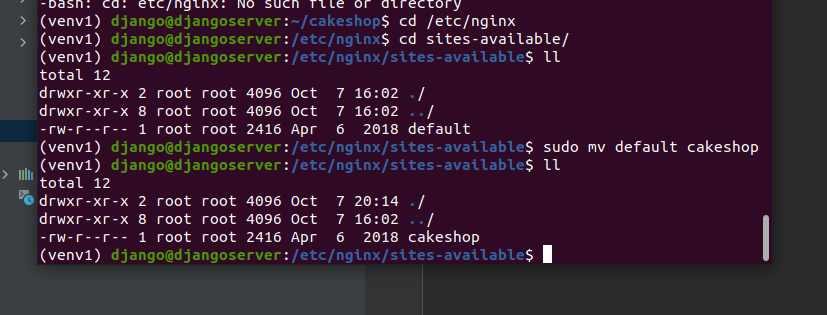 -bash: cd: etc/nginx: No such file or directory
(venv1) django@djangoserver:~/cakeshop$ cd /etc/nginx
(venv1) django@djangoserver:/etc/nginx$ cd sites-available/
(venv1) django@djangoserver:/etc/nginx/sites-available$ ll
total 12
drwxr-xr-x 2 root root 4096 Oct  7 16:02 ./
drwxr-xr-x 8 root root 4096 Oct  7 16:02 ../
-rw-r--r-- 1 root root 2416 Apr  6  2018 default
(venv1) django@djangoserver:/etc/nginx/sites-available$ sudo mv default cakeshop
(venv1) django@djangoserver:/etc/nginx/sites-available$ ll
total 12
drwxr-xr-x 2 root root 4096 Oct  7 20:14 ./
drwxr-xr-x 8 root root 4096 Oct  7 16:02 ../
-rw-r--r-- 1 root root 2416 Apr  6  2018 cakeshop
(venv1) django@djangoserver:/etc/nginx/sites-available$